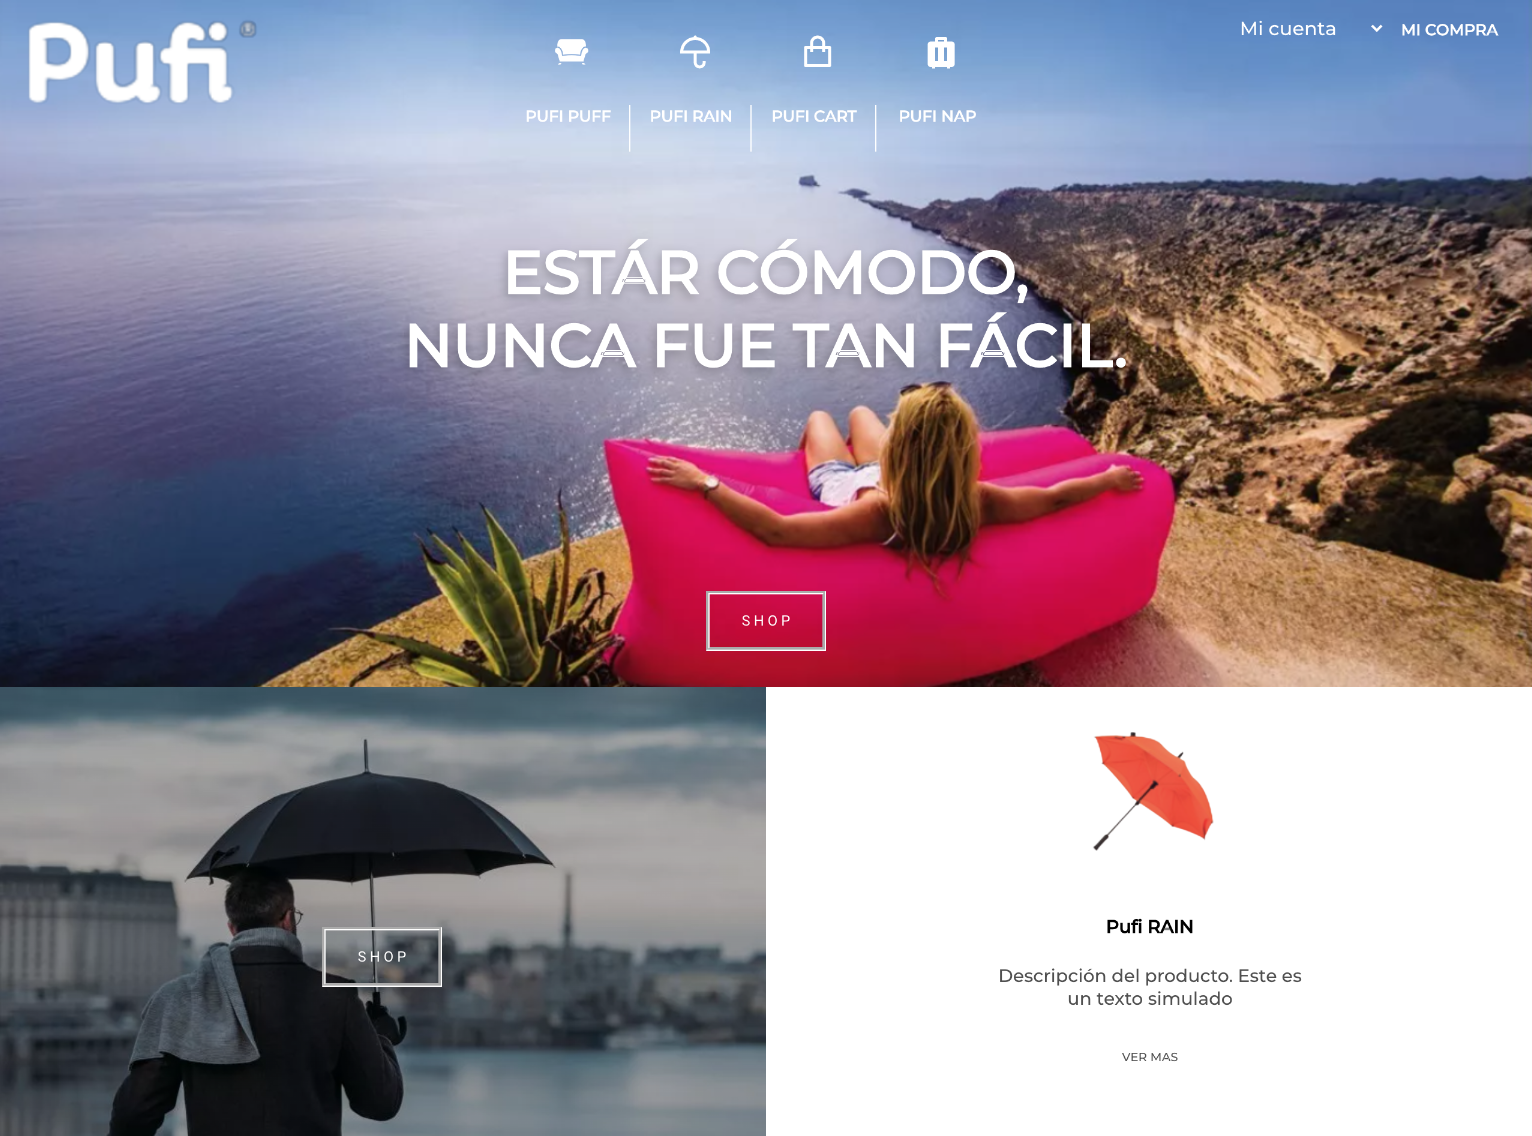 Pufi
Mi cuenta
MI COMPRA
PUFI PUFF
PUFI RAIN
PUFI CART
PUFI NAP
ESTÁR CÓMODO,
NUNCA FUE TAN FÁCIL.
SHOP
SHOP
Pufi RAIN
Descripción del producto. Este es
un texto simulado
VER MAS